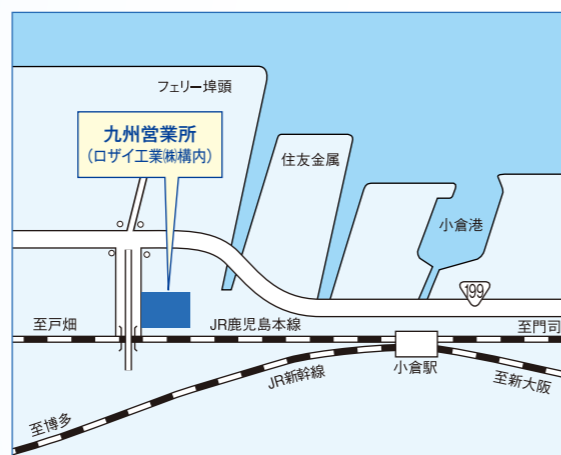 フェリー埠頭
九州営業所
(ロザイ工業㈱構内)
住友金属
小倉港
199
至戸畑
JR鹿児島本線
至門司
小倉駅
JR新幹線
至新大阪
至博多